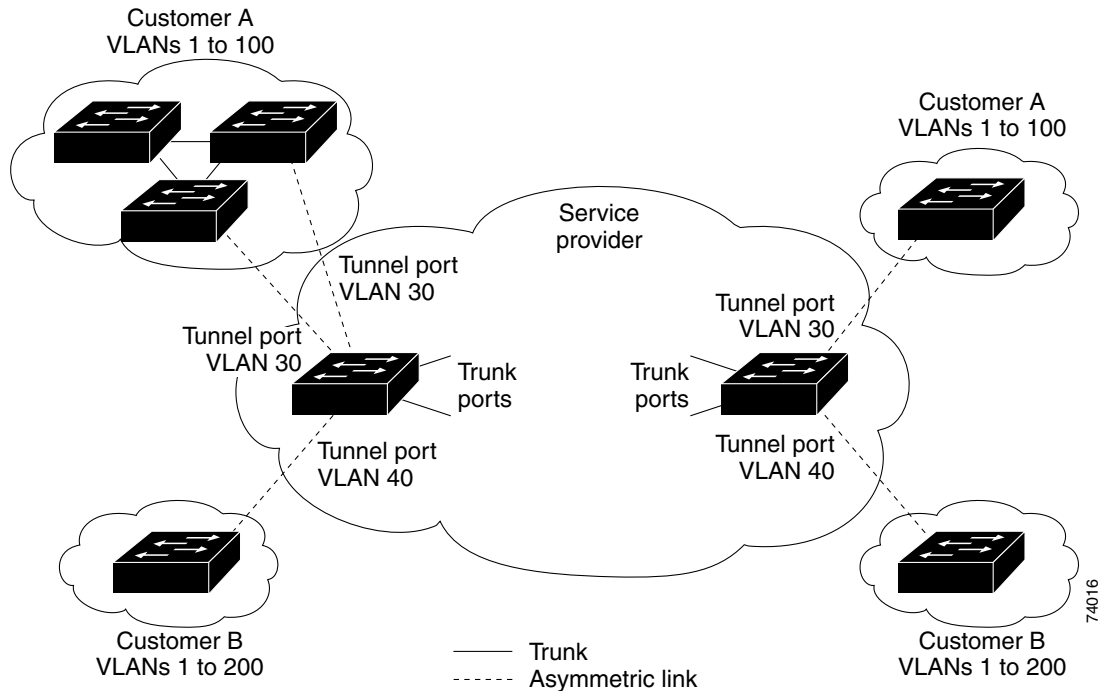 Customer A
VLANs 1 to 100
Customer A
VLANs 1 to 100
Service
provider
Tunnel port
VLAN 30
Tunnel port
VLAN 30
Tunnel port
VLAN 30
Trunk
ports
Trunk
ports
Tunnel port
VLAN 40
Tunnel port
VLAN 40
74016
Customer B
VLANs 1 to 200
Customer B
VLANs 1 to 200
Trunk
Asymmetric link